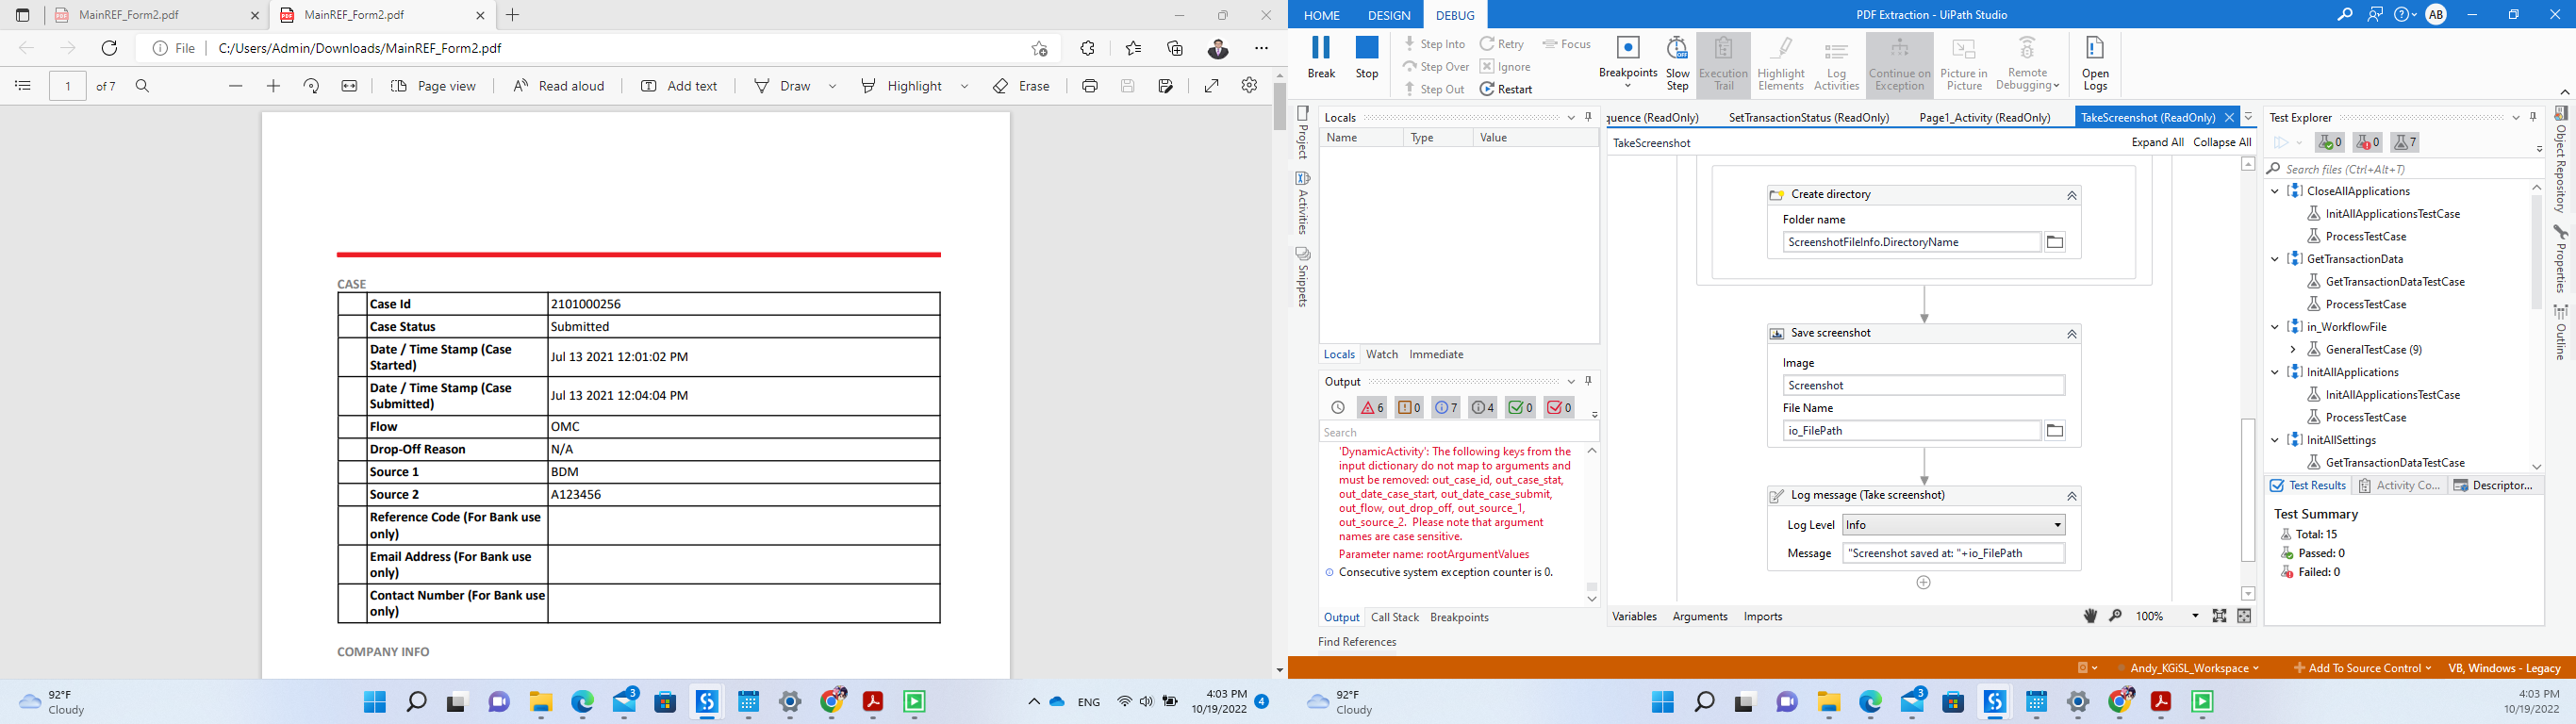 MainREF_Form2.pdf
MainREF_Form2.pdf
File
C:/Users/Admin/Downloads/MainREF_Form2.pdf
1 of 7
Page view
Read aloud
Add text
Draw
Highlight
Erase
CASE
Case Id 2101000256
Case Status Submitted
Date / Time Stamp (Case
Started) Jul 13 2021 12:01:02 PM
Date / Time Stamp (Case
Submitted) Jul 13 2021 12:04:04 PM
Flow OMC
Drop-Off Reason N/A
Source 1 BDM
Source 2 A123456
Reference Code (For Bank use
only)
Email Address (For Bank use
only)
Contact Number (For Bank use
only)
COMPANY INFO
92°F
Cloudy
3
ENG
4:03 PM
10/19/2022
4
HOME DESIGN DEBUG
PDF Extraction - UiPath Studio
AB
Break
Stop
Step Into
Step Over
Step Out
Retry
Ignore
Restart
Focus
Breakpoints
Slow
Step
Execution
Trail
Highlight
Elements
Log
Activities
Continue on
Exception
Picture in
Picture
Remote
Debugging
Open
Logs
Project
Activities
Snippets
Locals
Name Type Value
Locals Watch Immediate
Output
6 0 7 4 0 0
Search
'DynamicActivity': The following keys from the
input dictionary do not map to arguments and
must be removed: out_case_id, out_case_stat,
out_date_case_start, out_date_case_submit,
out_flow, out_drop_off, out_source_1,
out_source_2. Please note that argument
names are case sensitive.
Parameter name: rootArgumentValues
Consecutive system exception counter is 0.
Output Call Stack Breakpoints
Find References
quence (ReadOnly)
SetTransactionStatus (ReadOnly)
Page1_Activity (ReadOnly)
TakeScreenshot (ReadOnly)
TakeScreenshot
Expand All Collapse All
Create directory
Folder name
ScreenshotFileInfo.DirectoryName
Save screenshot
Image
Screenshot
File Name
io_FilePath
Log message (Take screenshot)
Log Level Info
Message "Screenshot saved at: "+io_FilePath
Variables Arguments Imports
100%
Test Explorer
0 0 7
Search files (Ctrl+Alt+T)
CloseAllApplications
InitAllApplicationsTestCase
ProcessTestCase
GetTransactionData
GetTransactionDataTestCase
ProcessTestCase
in_WorkflowFile
GeneralTestCase (9)
InitAllApplications
InitAllApplicationsTestCase
ProcessTestCase
InitAllSettings
GetTransactionDataTestCase
Test Results Activity Co... Descriptor...
Test Summary
Total: 15
Passed: 0
Failed: 0
Object Repository
Properties
Outline
Andy_KGiSL_Workspace
Add To Source Control
VB, Windows - Legacy
92°F
Cloudy
3
4:03 PM
10/19/2022